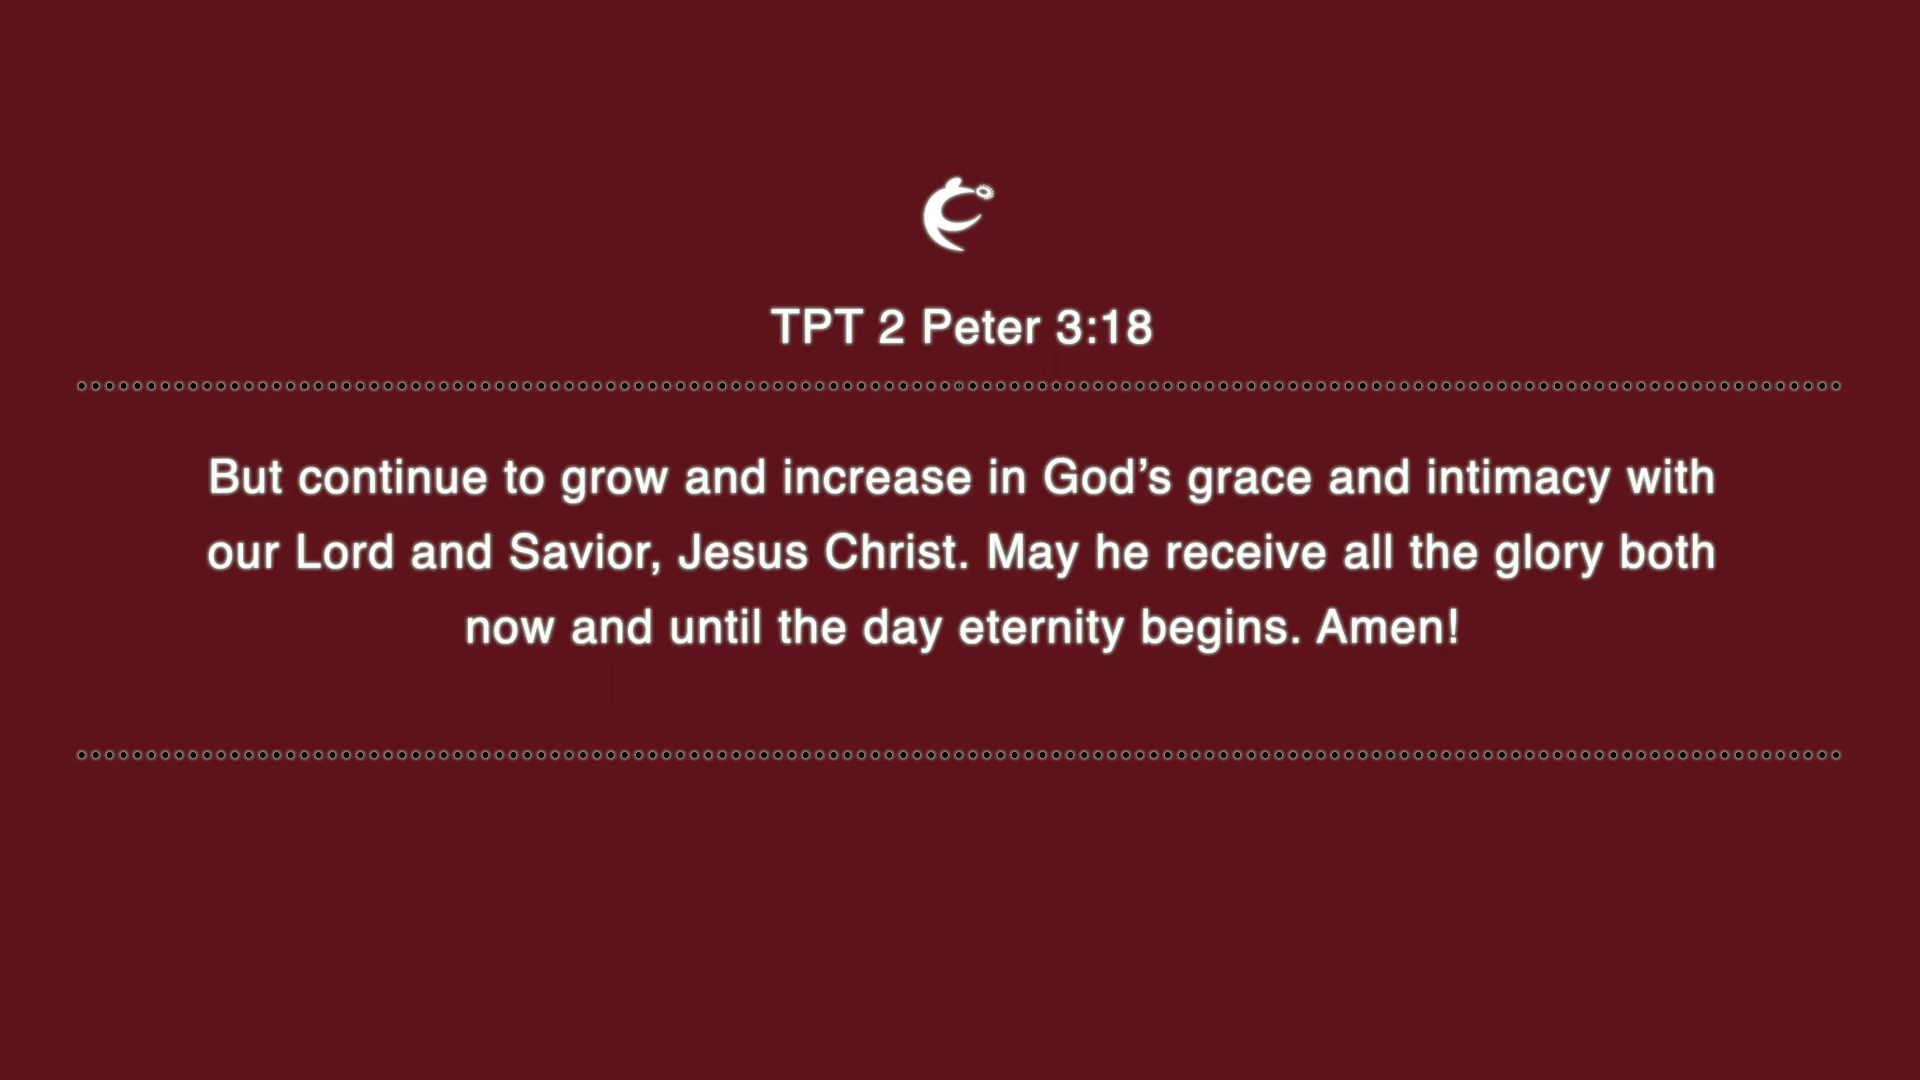 TPT 2 Peter 3:18
But continue to grow and increase in God’s grace and intimacy with
our Lord and Savior, Jesus Christ. May he receive all the glory both
now and until the day eternity begins. Amen!